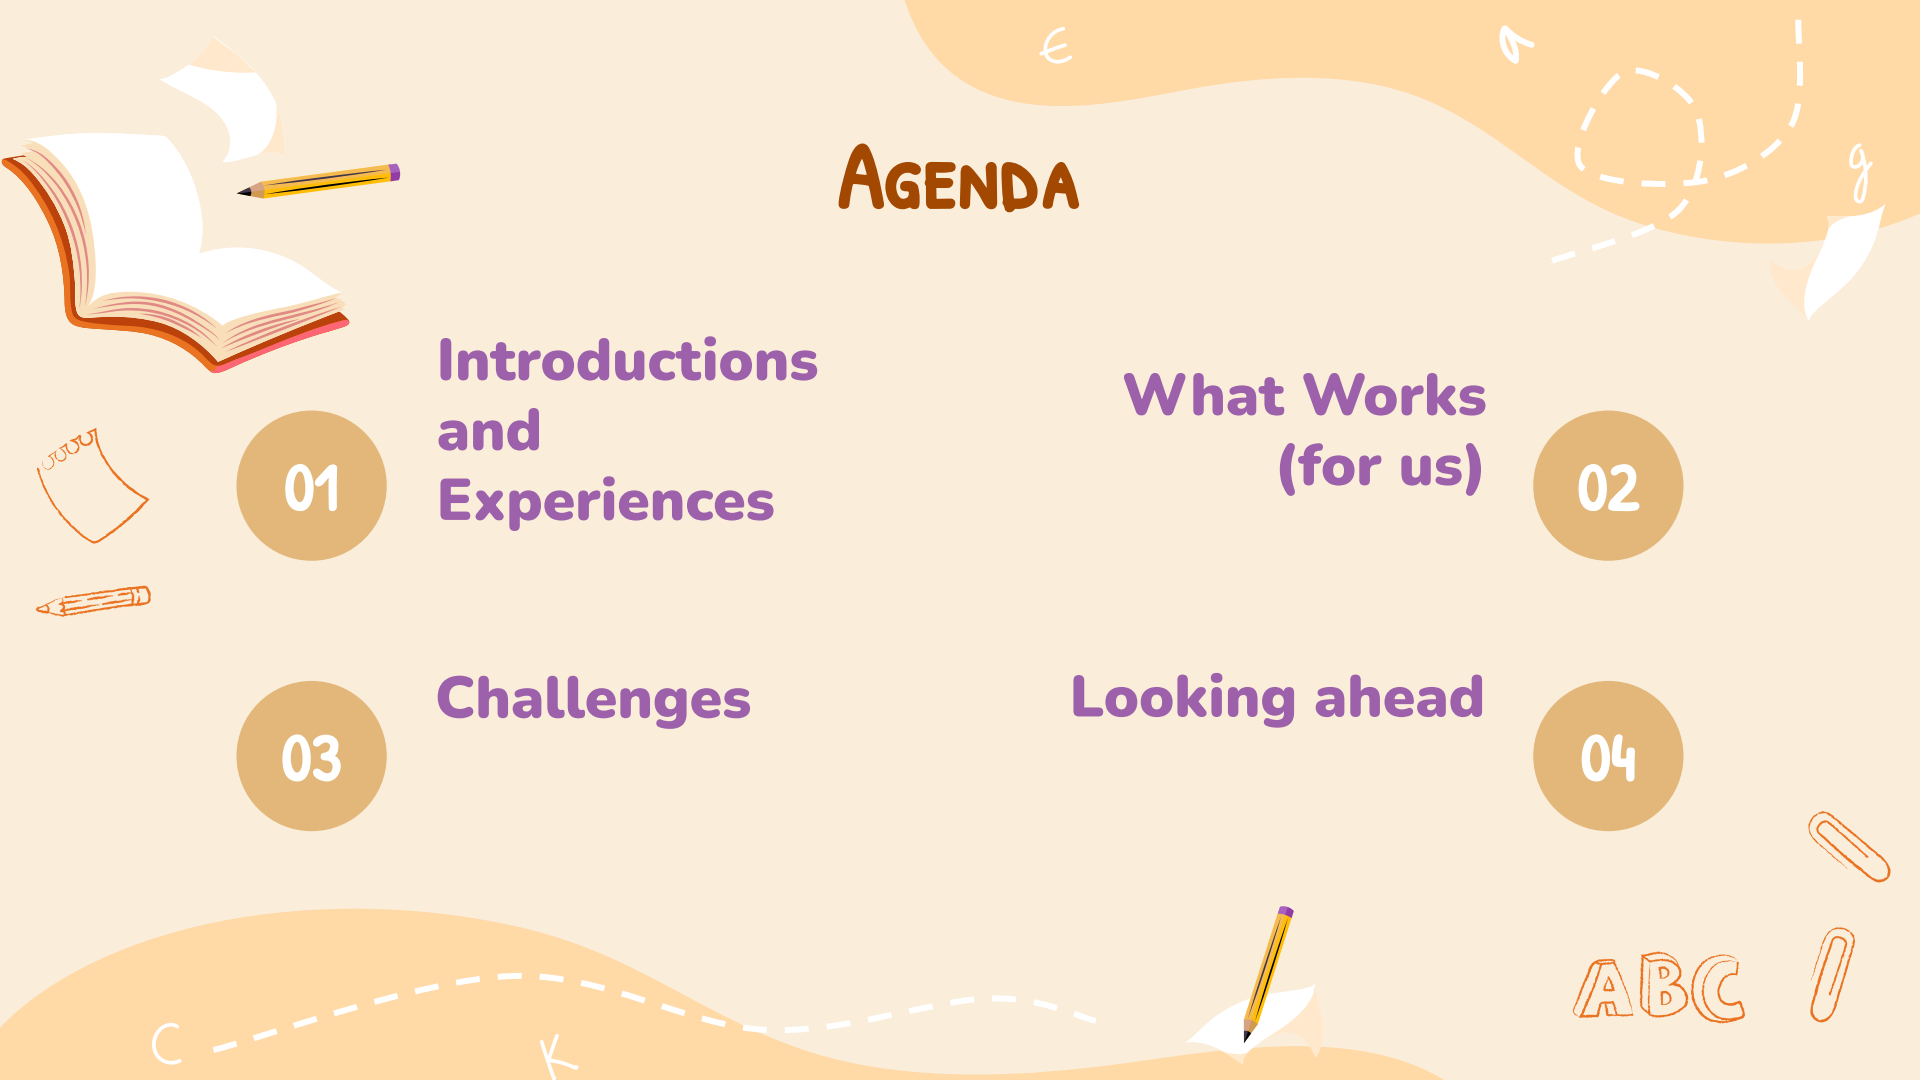 €
a
g
Agenda
01
Introductions
and
Experiences
What Works
(for us)
02
03
Challenges
Looking ahead
04
ABC
C
K